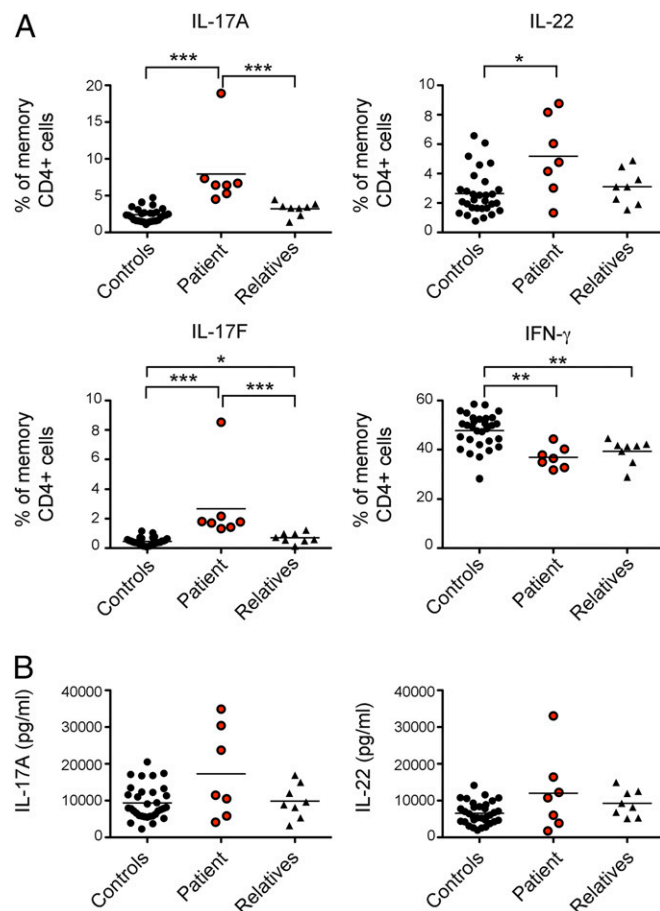 A
IL-17A
*** ***
% of memory
CD4+ cells
20
15
10
5
0
Controls
Patient
Relatives
IL-22
*
% of memory
CD4+ cells
10
8
6
4
2
0
Controls
Patient
Relatives
IL-17F
*
*** ***
% of memory
CD4+ cells
10
8
6
4
2
0
Controls
Patient
Relatives
IFN-γ
**
**
% of memory
CD4+ cells
60
40
20
0
Controls
Patient
Relatives
B
IL-17A (pg/ml)
40000
30000
20000
10000
0
Controls
Patient
Relatives
IL-22 (pg/ml)
40000
30000
20000
10000
0
Controls
Patient
Relatives